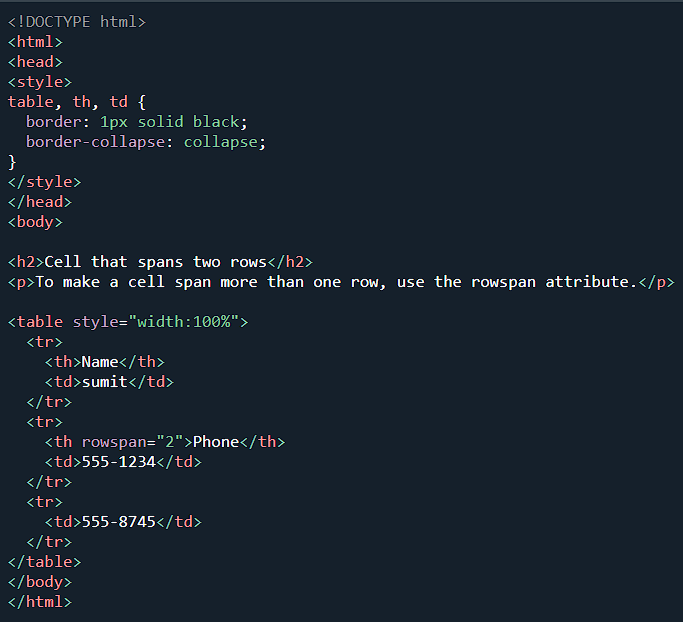 <!DOCTYPE html>
<html>
<head>
<style>
table, th, td {
  border: 1px solid black;
  border-collapse: collapse;
}
</style>
</head>
<body>

<h2>Cell that spans two rows</h2>
<p>To make a cell span more than one row, use the rowspan attribute.</p>

<table style="width:100%">
  <tr>
    <th>Name</th>
    <td>sumit</td>
  </tr>
  <tr>
    <th rowspan="2">Phone</th>
    <td>555-1234</td>
  </tr>
  <tr>
    <td>555-8745</td>
  </tr>
</table>
</body>
</html>